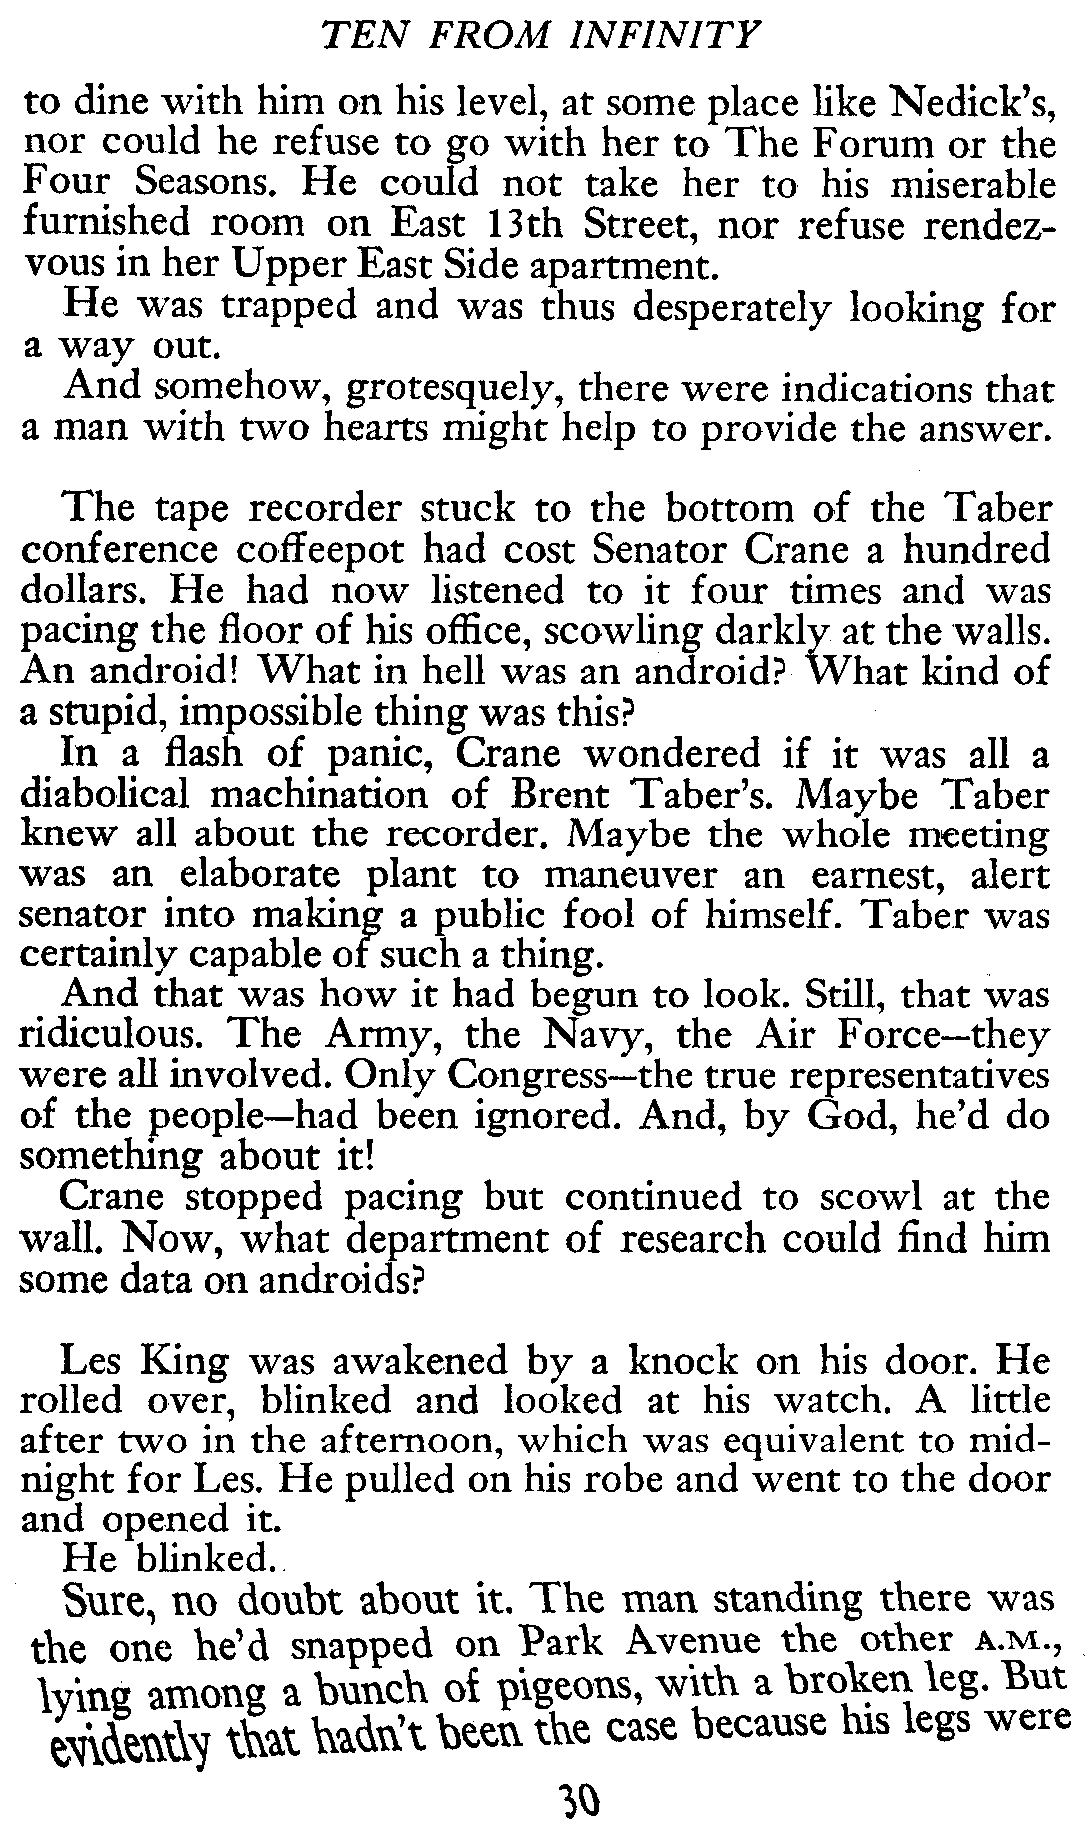 TEN FROM INFINITY
to dine with him on his level, at some place like Nedick's,
nor could he refuse to go with her to The Forum or the
Four Seasons. He could not take her to his miserable
furnished room on East 13th Street, nor refuse rendez-
vous in her Upper East Side apartment.
He was trapped and was thus desperately looking for
a way out.
And somehow, grotesquely, there were indications that
a man with two hearts might help to provide the answer.
The tape recorder stuck to the bottom of the Taber
conference coffeepot had cost Senator Crane a hundred
dollars. He had now listened to it four times and was
pacing the floor of his office, scowling darkly at the walls.
An android! What in hell was an android? What kind of
a stupid, impossible thing was this?
In a flash of panic, Crane wondered if it was all a
diabolical machination of Brent Taber's. Maybe Taber
knew all about the recorder. Maybe the whole meeting
was an elaborate plant to maneuver an earnest, alert
senator into making a public fool of himself. Taber was
certainly capable of such a thing.
And that was how it had begun to look. Still, that was
ridiculous. The Army, the Navy, the Air Force—they
were all involved. Only Congress—the true representatives
of the people—had been ignored. And, by God, he'd do
something about it!
Crane stopped pacing but continued to scowl at the
wall. Now, what department of research could find him
some data on androids?
Les King was awakened by a knock on his door. He
rolled over, blinked and looked at his watch. A little
after two in the afternoon, which was equivalent to mid-
night for Les. He pulled on his robe and went to the door
and opened it.
He blinked.
Sure, no doubt about it. The man standing there was
the one he'd snapped on Park Avenue the other A.M.,
lying among a bunch of pigeons, with a broken leg. But
evidently that hadn't been the case because his legs were
30